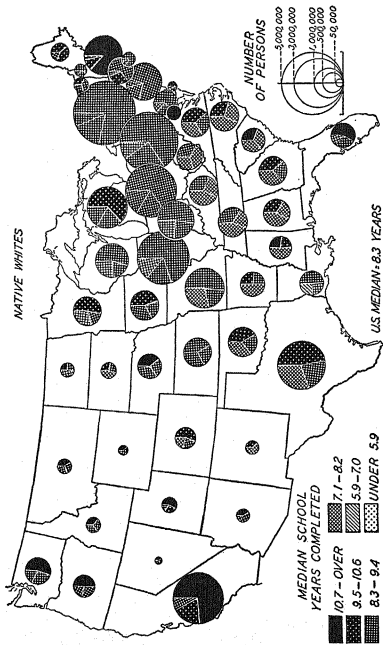 NATIVE WHITES
NUMBER
OF PERSONS
5,000,000
3,000,000
1,000,000
500,000
50,000
MEDIAN SCHOOL
YEARS COMPLETED
10.7-OVER
9.5-10.6
8.3-9.4
7.1-8.2
5.9-7.0
UNDER 5.9
U.S. MEDIAN=8.3 YEARS